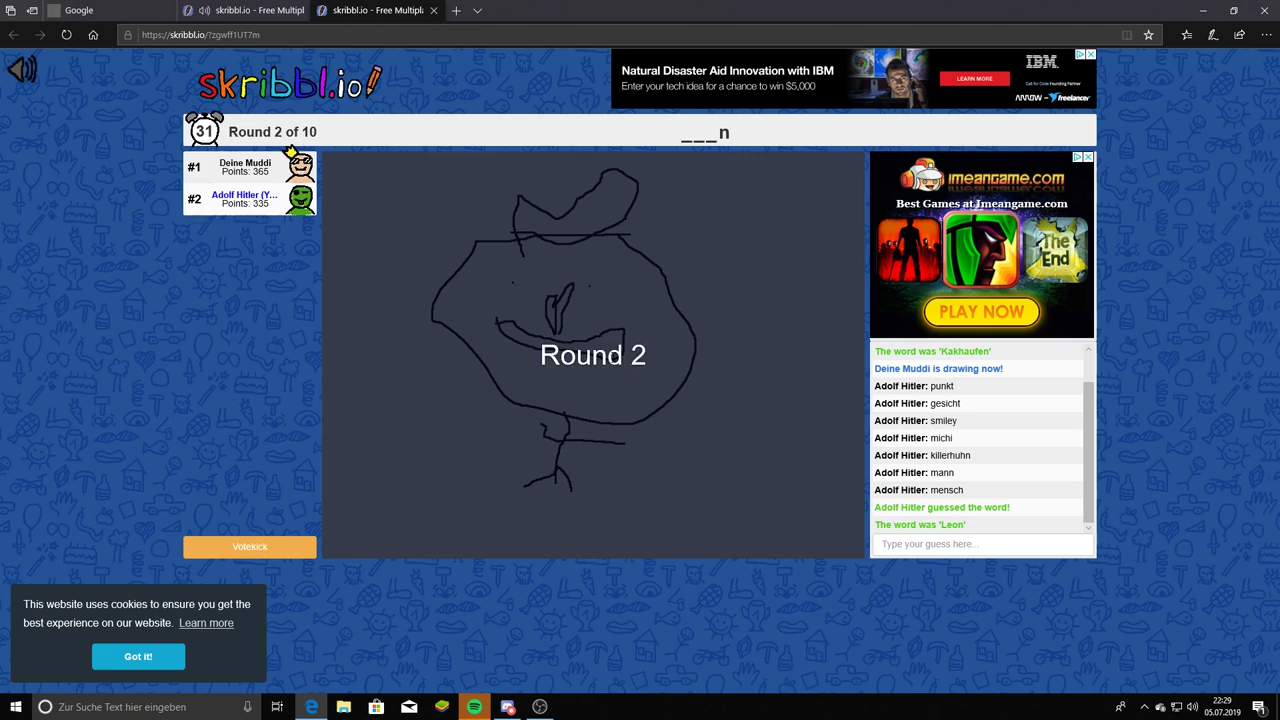 Google
skribbl.io - Free Multipl
skribbl.io - Free Multipl
https://skribbl.io/?zgwff1UT7m
skribbl.io
Natural Disaster Aid Innovation with IBM
Enter your tech idea for a chance to win $5,000
LEARN MORE
IBM
Call for Code Founding Partner
ARROW
freelancer
31
Round 2 of 10
___n
#1
Deine Muddi
Points: 365
#2
Adolf Hitler (Y...
Points: 335
Round 2
imeangame.com
Best Games at Imeangame.com
The End
PLAY NOW
The word was 'Kakhaufen'
Deine Muddi is drawing now!
Adolf Hitler: punkt
Adolf Hitler: gesicht
Adolf Hitler: smiley
Adolf Hitler: michi
Adolf Hitler: killerhuhn
Adolf Hitler: mann
Adolf Hitler: mensch
Adolf Hitler guessed the word!
The word was 'Leon'
Type your guess here...
Votekick
This website uses cookies to ensure you get the
best experience on our website. Learn more
Got it!
Zur Suche Text hier eingeben
22:29
05.07.2019